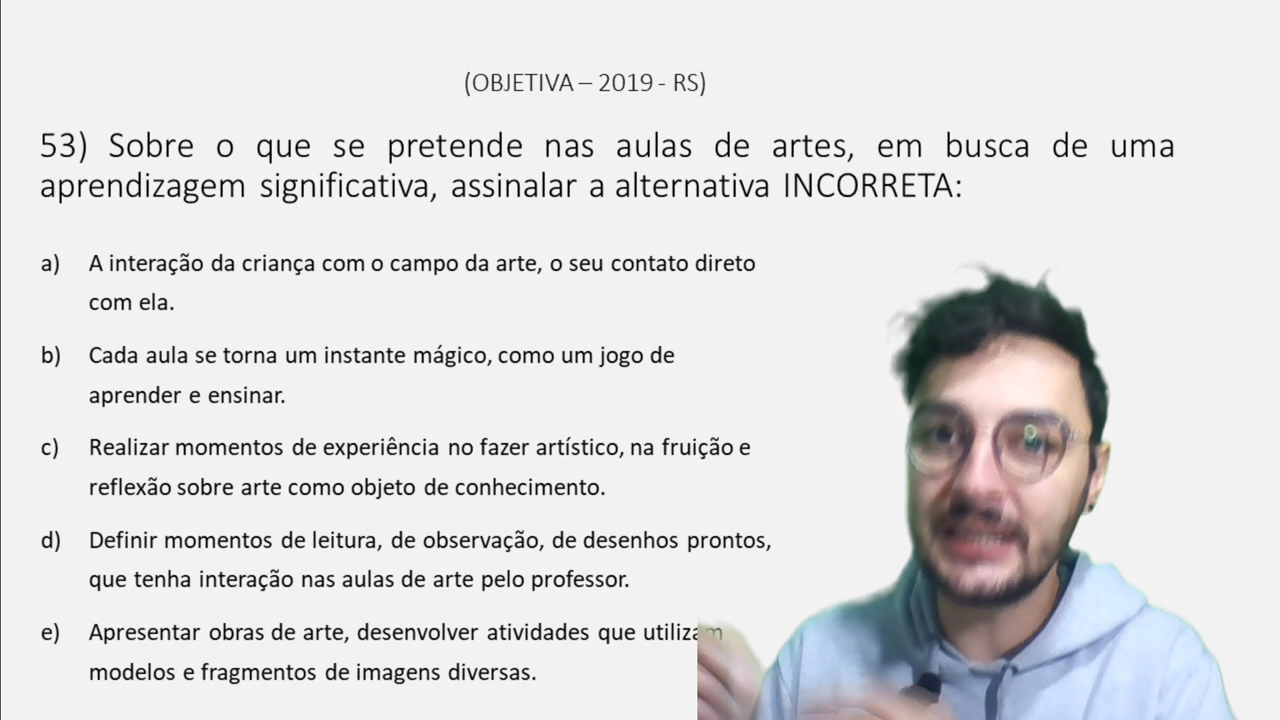 (OBJETIVA – 2019 - RS)
53) Sobre o que se pretende nas aulas de artes, em busca de uma
aprendizagem significativa, assinalar a alternativa INCORRETA:
a) A interação da criança com o campo da arte, o seu contato direto
com ela.
b) Cada aula se torna um instante mágico, como um jogo de
aprender e ensinar.
c) Realizar momentos de experiência no fazer artístico, na fruição e
reflexão sobre arte como objeto de conhecimento.
d) Definir momentos de leitura, de observação, de desenhos prontos,
que tenha interação nas aulas de arte pelo professor.
e) Apresentar obras de arte, desenvolver atividades que utilizam
modelos e fragmentos de imagens diversas.